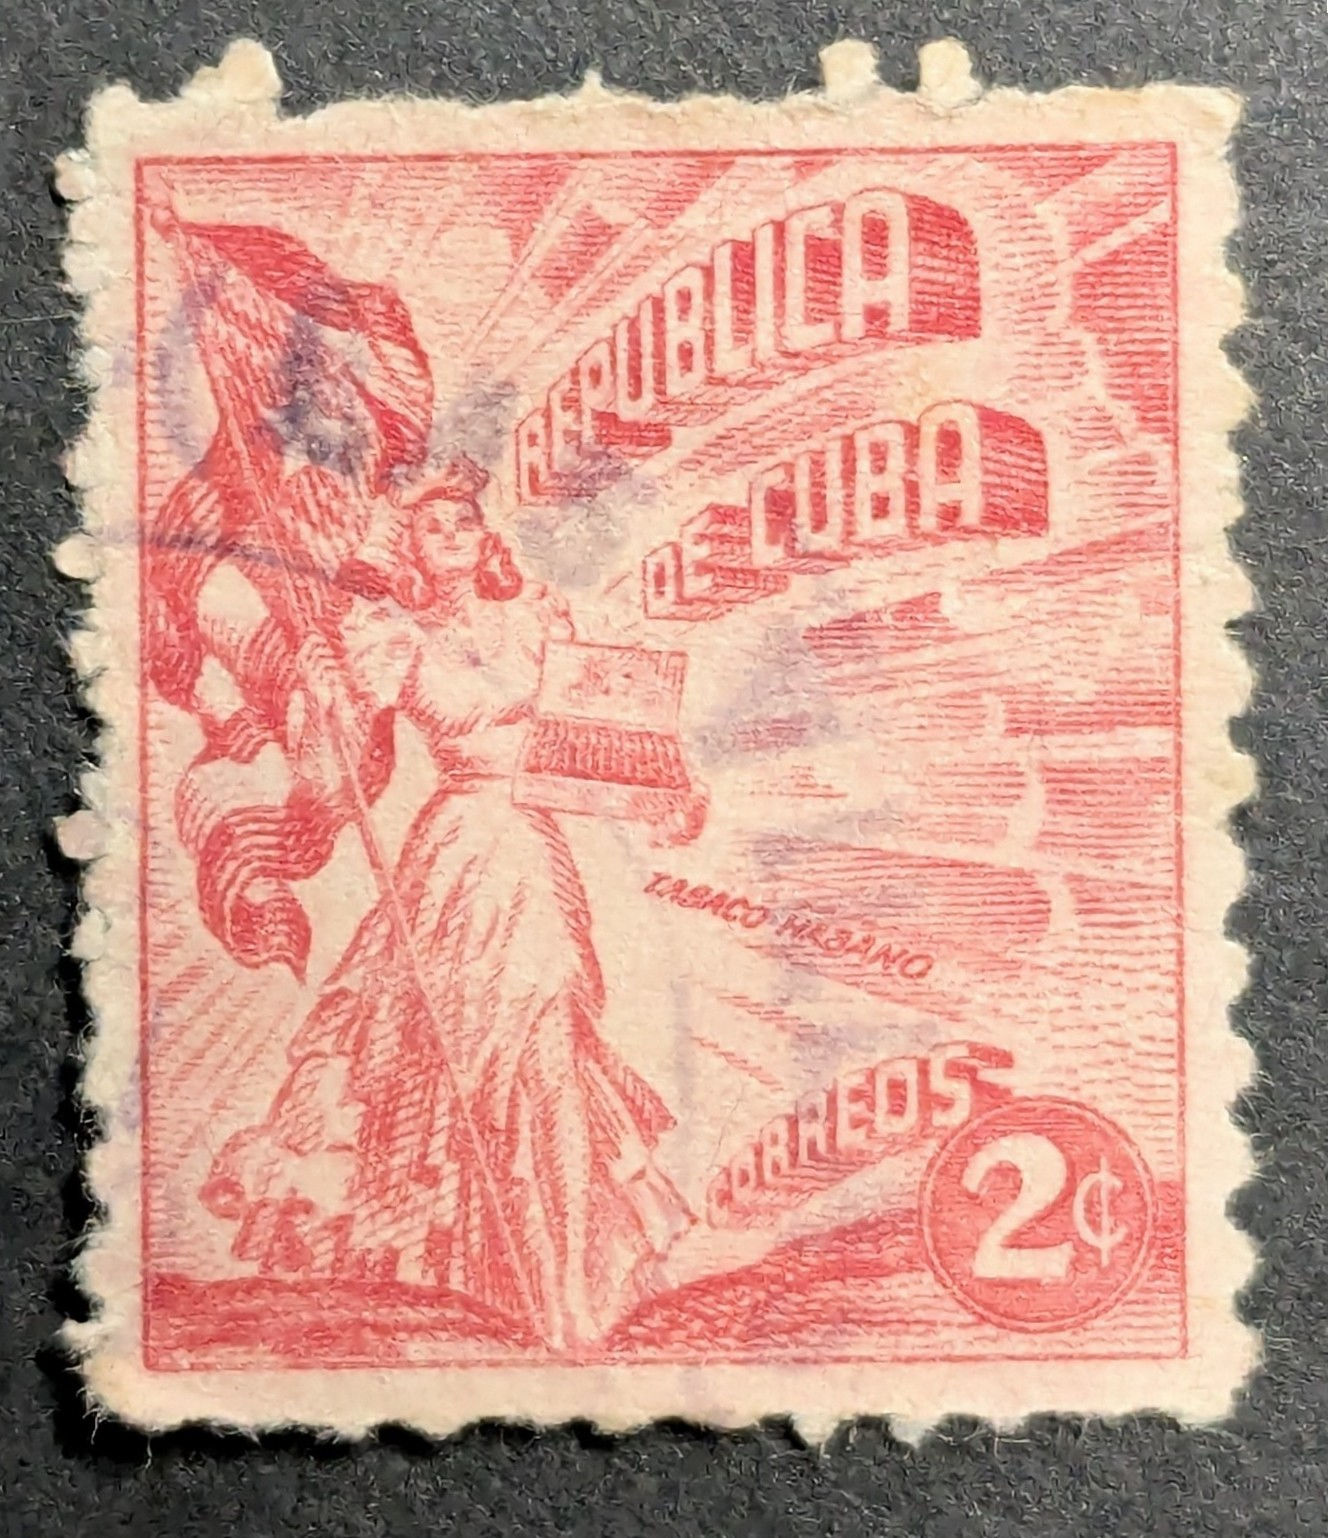 REPUBLICA
DE CUBA
TABACO HABANO
CORREOS
2¢